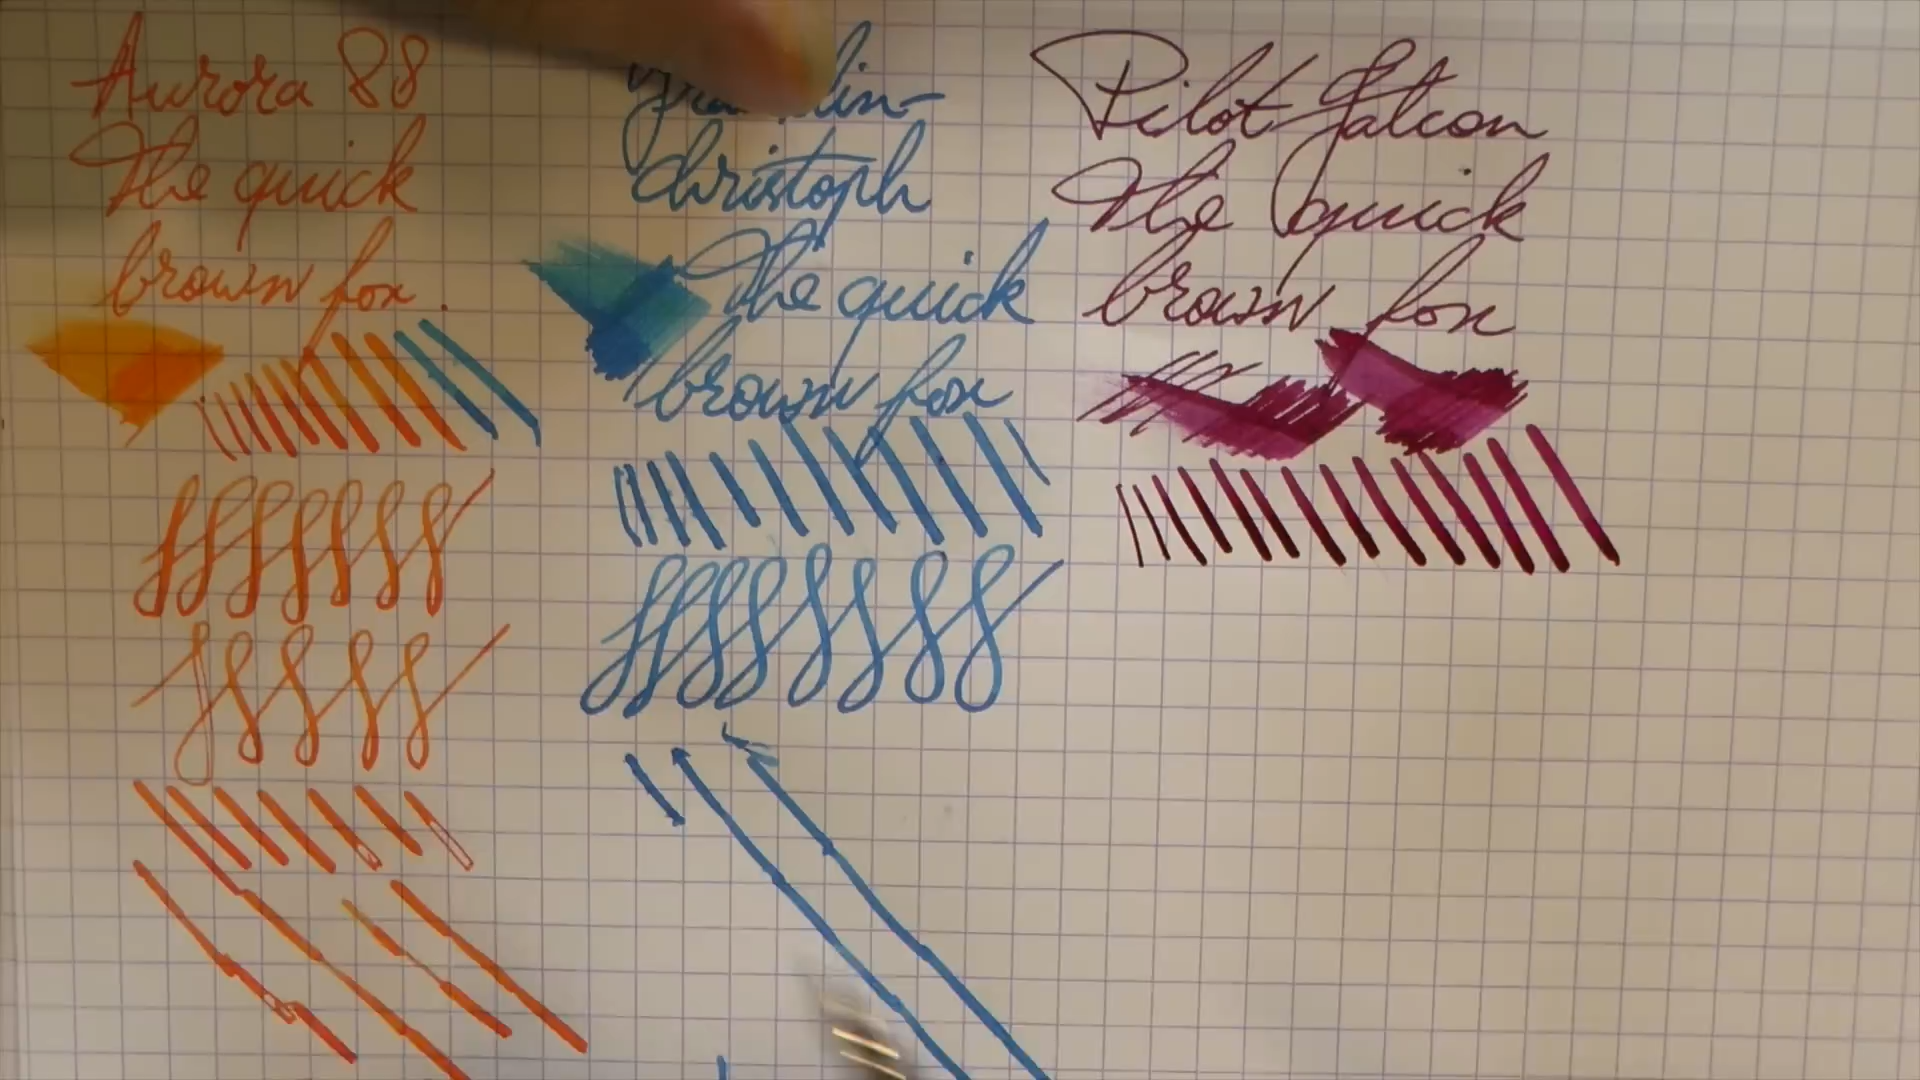 Aurora 88
The quick
brown fox.
Christoph
The quick
brown fox
Pilot Falcon
The quick
brown fox